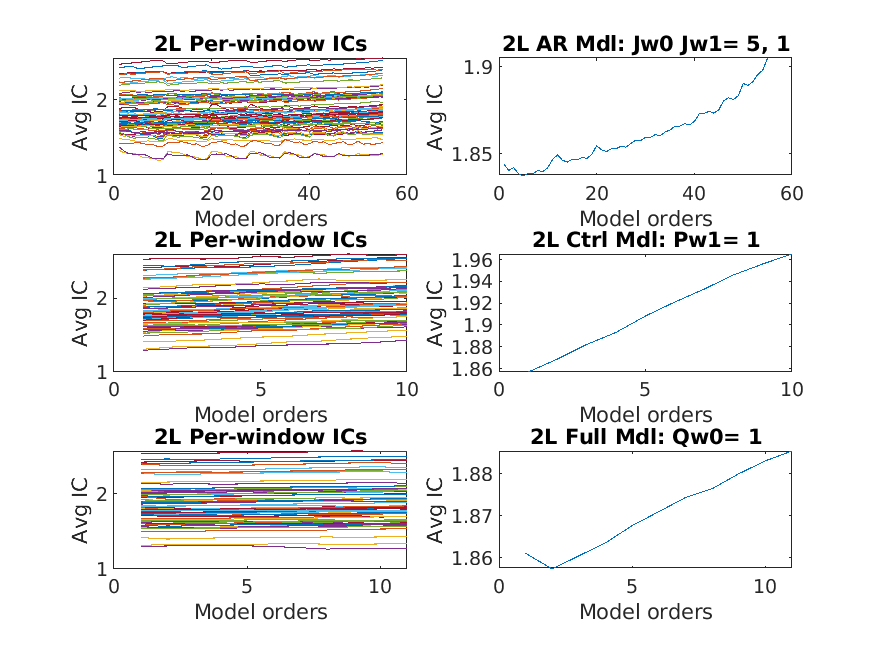 2L Per-window ICs
Avg IC
2
1
0
20
40
60
Model orders
2L AR Mdl: Jw0 Jw1= 5, 1
Avg IC
1.9
1.85
0
20
40
60
Model orders
2L Per-window ICs
Avg IC
2
1
0
5
10
Model orders
2L Ctrl Mdl: Pw1= 1
Avg IC
1.96
1.94
1.92
1.9
1.88
1.86
0
5
10
Model orders
2L Per-window ICs
Avg IC
2
1
0
5
10
Model orders
2L Full Mdl: Qw0= 1
Avg IC
1.88
1.87
1.86
0
5
10
Model orders